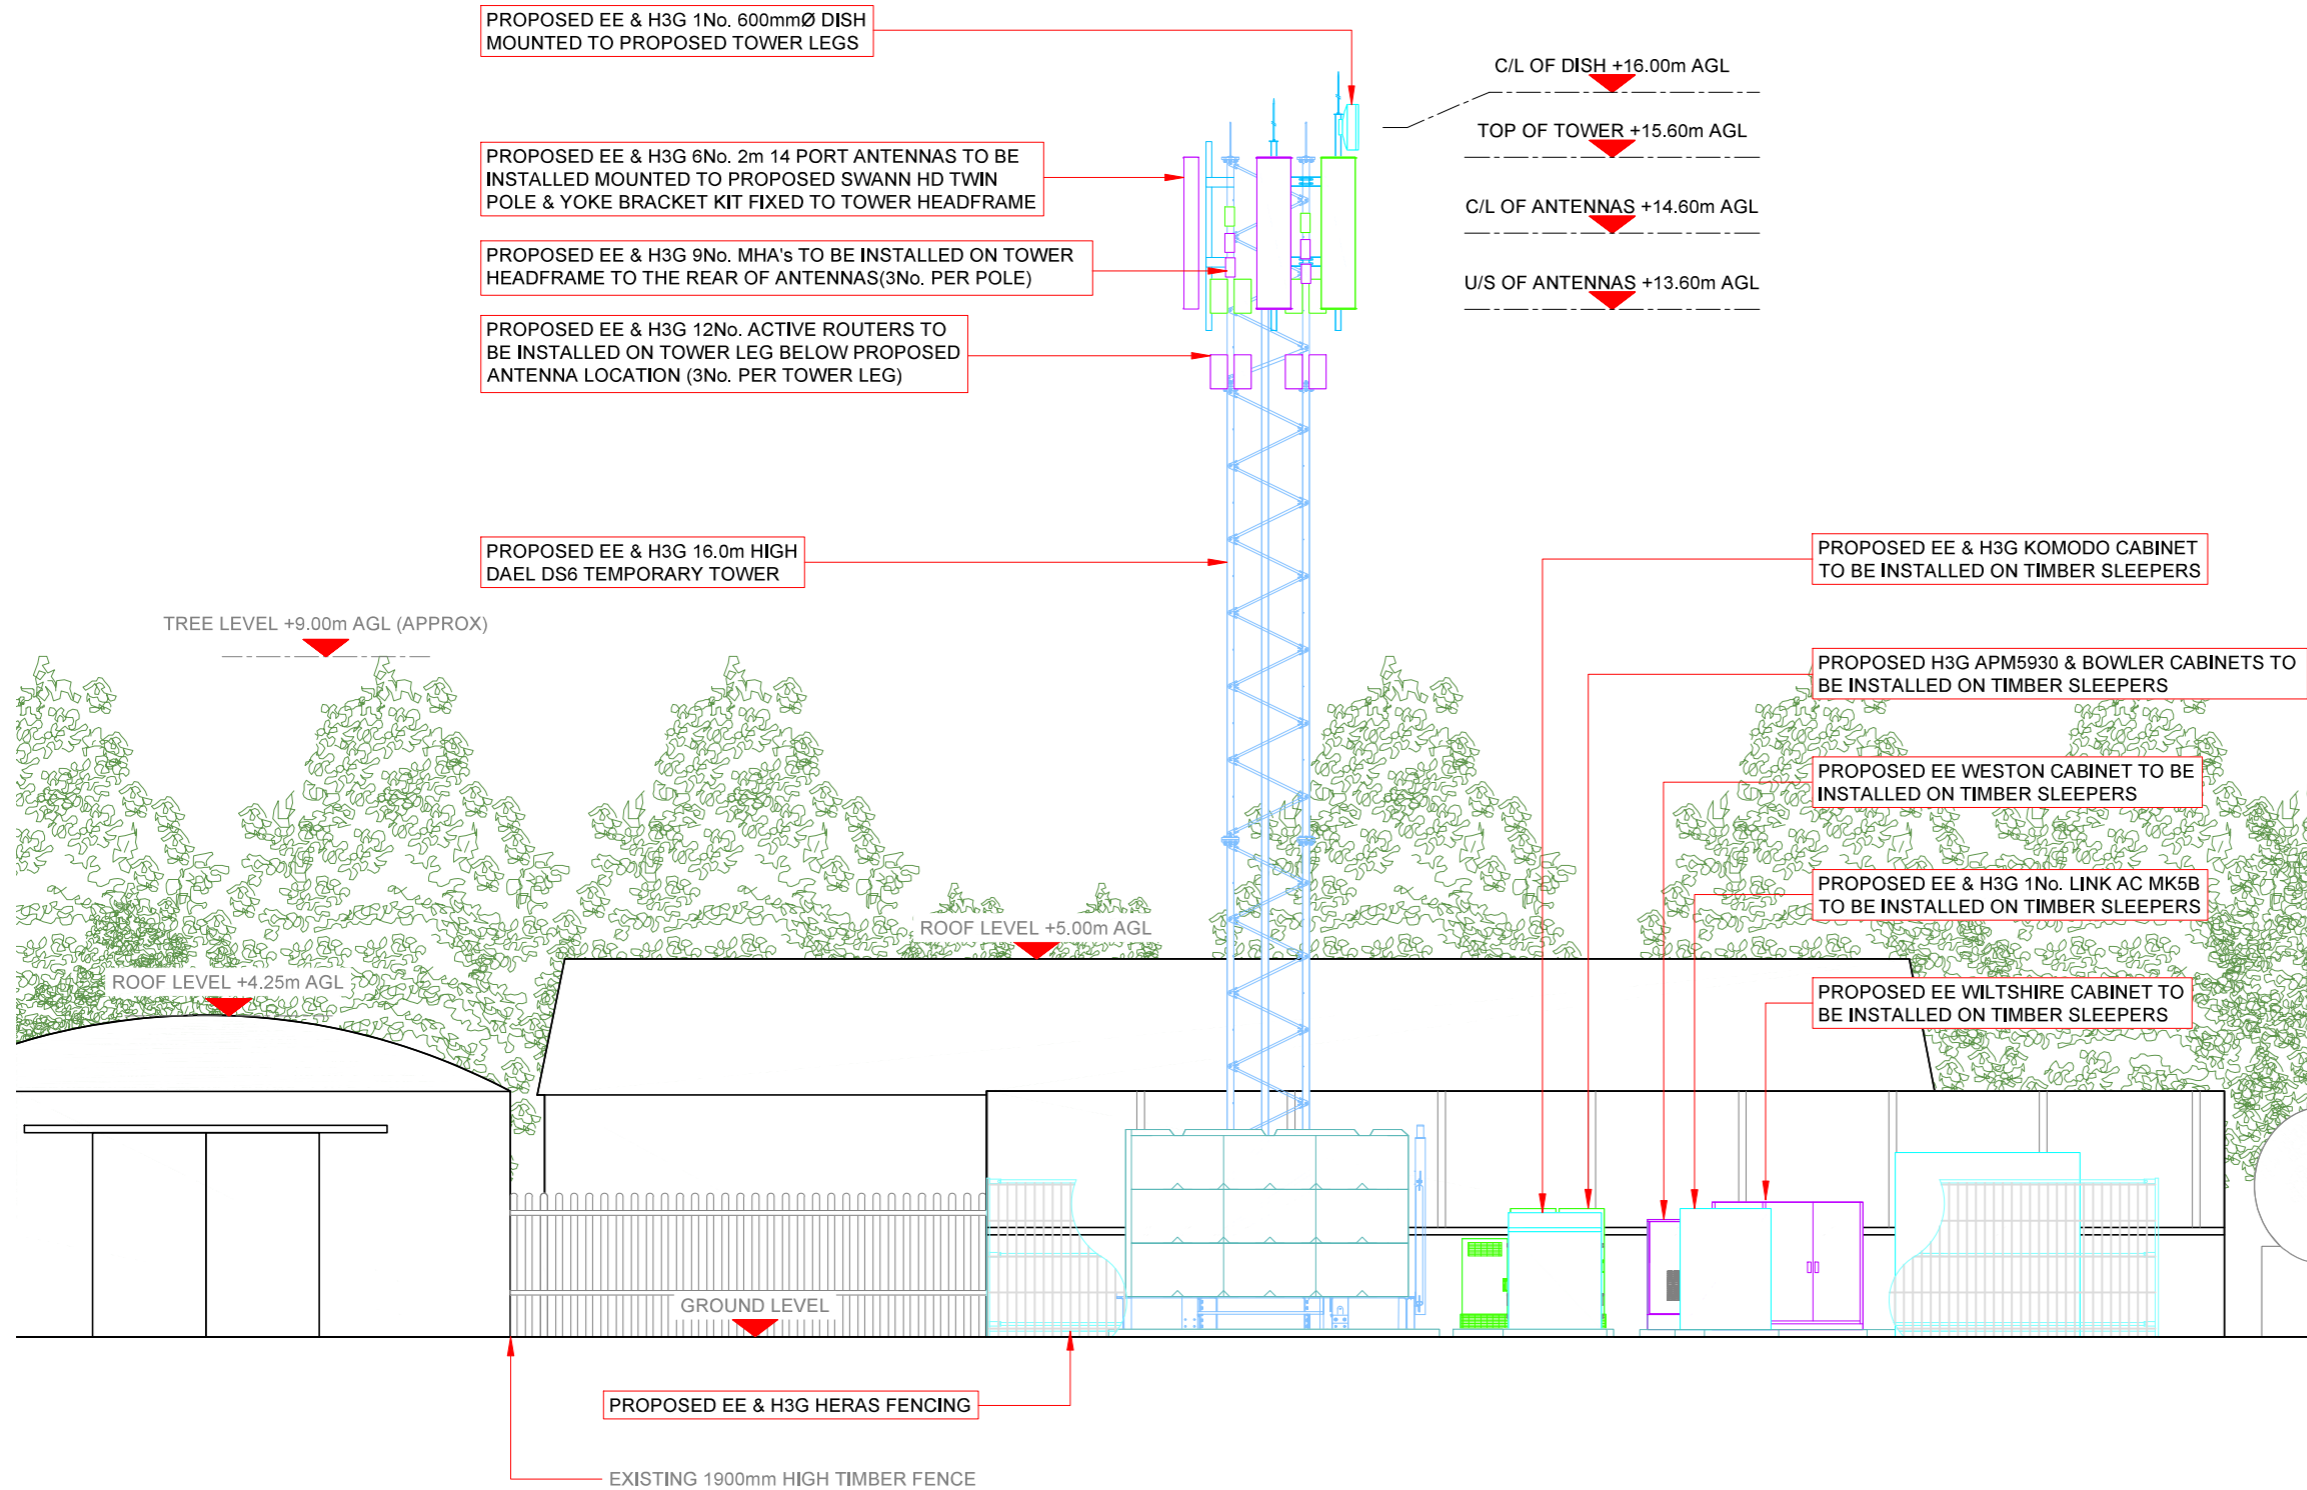 PROPOSED EE & H3G 1No. 600mmØ DISH
MOUNTED TO PROPOSED TOWER LEGS
C/L OF DISH +16.00m AGL
TOP OF TOWER +15.60m AGL
PROPOSED EE & H3G 6No. 2m 14 PORT ANTENNAS TO BE
INSTALLED MOUNTED TO PROPOSED SWANN HD TWIN
POLE & YOKE BRACKET KIT FIXED TO TOWER HEADFRAME
C/L OF ANTENNAS +14.60m AGL
PROPOSED EE & H3G 9No. MHA's TO BE INSTALLED ON TOWER
HEADFRAME TO THE REAR OF ANTENNAS(3No. PER POLE)
U/S OF ANTENNAS +13.60m AGL
PROPOSED EE & H3G 12No. ACTIVE ROUTERS TO
BE INSTALLED ON TOWER LEG BELOW PROPOSED
ANTENNA LOCATION (3No. PER TOWER LEG)
PROPOSED EE & H3G 16.0m HIGH
DAEL DS6 TEMPORARY TOWER
PROPOSED EE & H3G KOMODO CABINET
TO BE INSTALLED ON TIMBER SLEEPERS
TREE LEVEL +9.00m AGL (APPROX)
PROPOSED H3G APM5930 & BOWLER CABINETS TO
BE INSTALLED ON TIMBER SLEEPERS
PROPOSED EE WESTON CABINET TO BE
INSTALLED ON TIMBER SLEEPERS
PROPOSED EE & H3G 1No. LINK AC MK5B
TO BE INSTALLED ON TIMBER SLEEPERS
ROOF LEVEL +5.00m AGL
ROOF LEVEL +4.25m AGL
PROPOSED EE WILTSHIRE CABINET TO
BE INSTALLED ON TIMBER SLEEPERS
GROUND LEVEL
PROPOSED EE & H3G HERAS FENCING
EXISTING 1900mm HIGH TIMBER FENCE